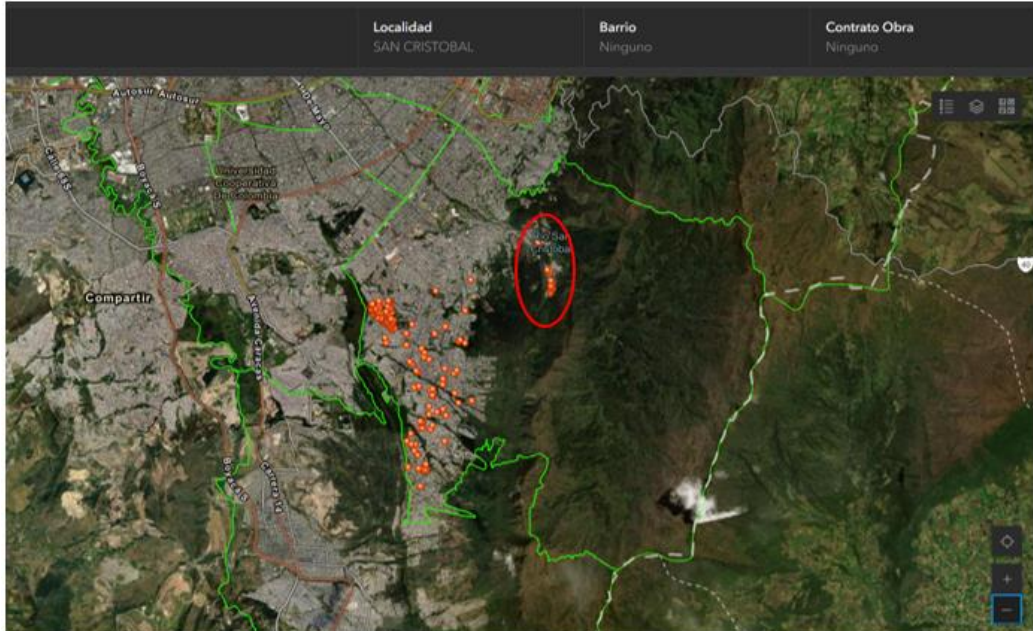 Localidad
SAN CRISTOBAL
Barrio
Ninguno
Contrato Obra
Ninguno
Autosur Autosur
Boyacá S
Universidad
Cooperativa
De Colombia
Compartir
Avenida Caracas
40
Boyacá S
Carrera 14